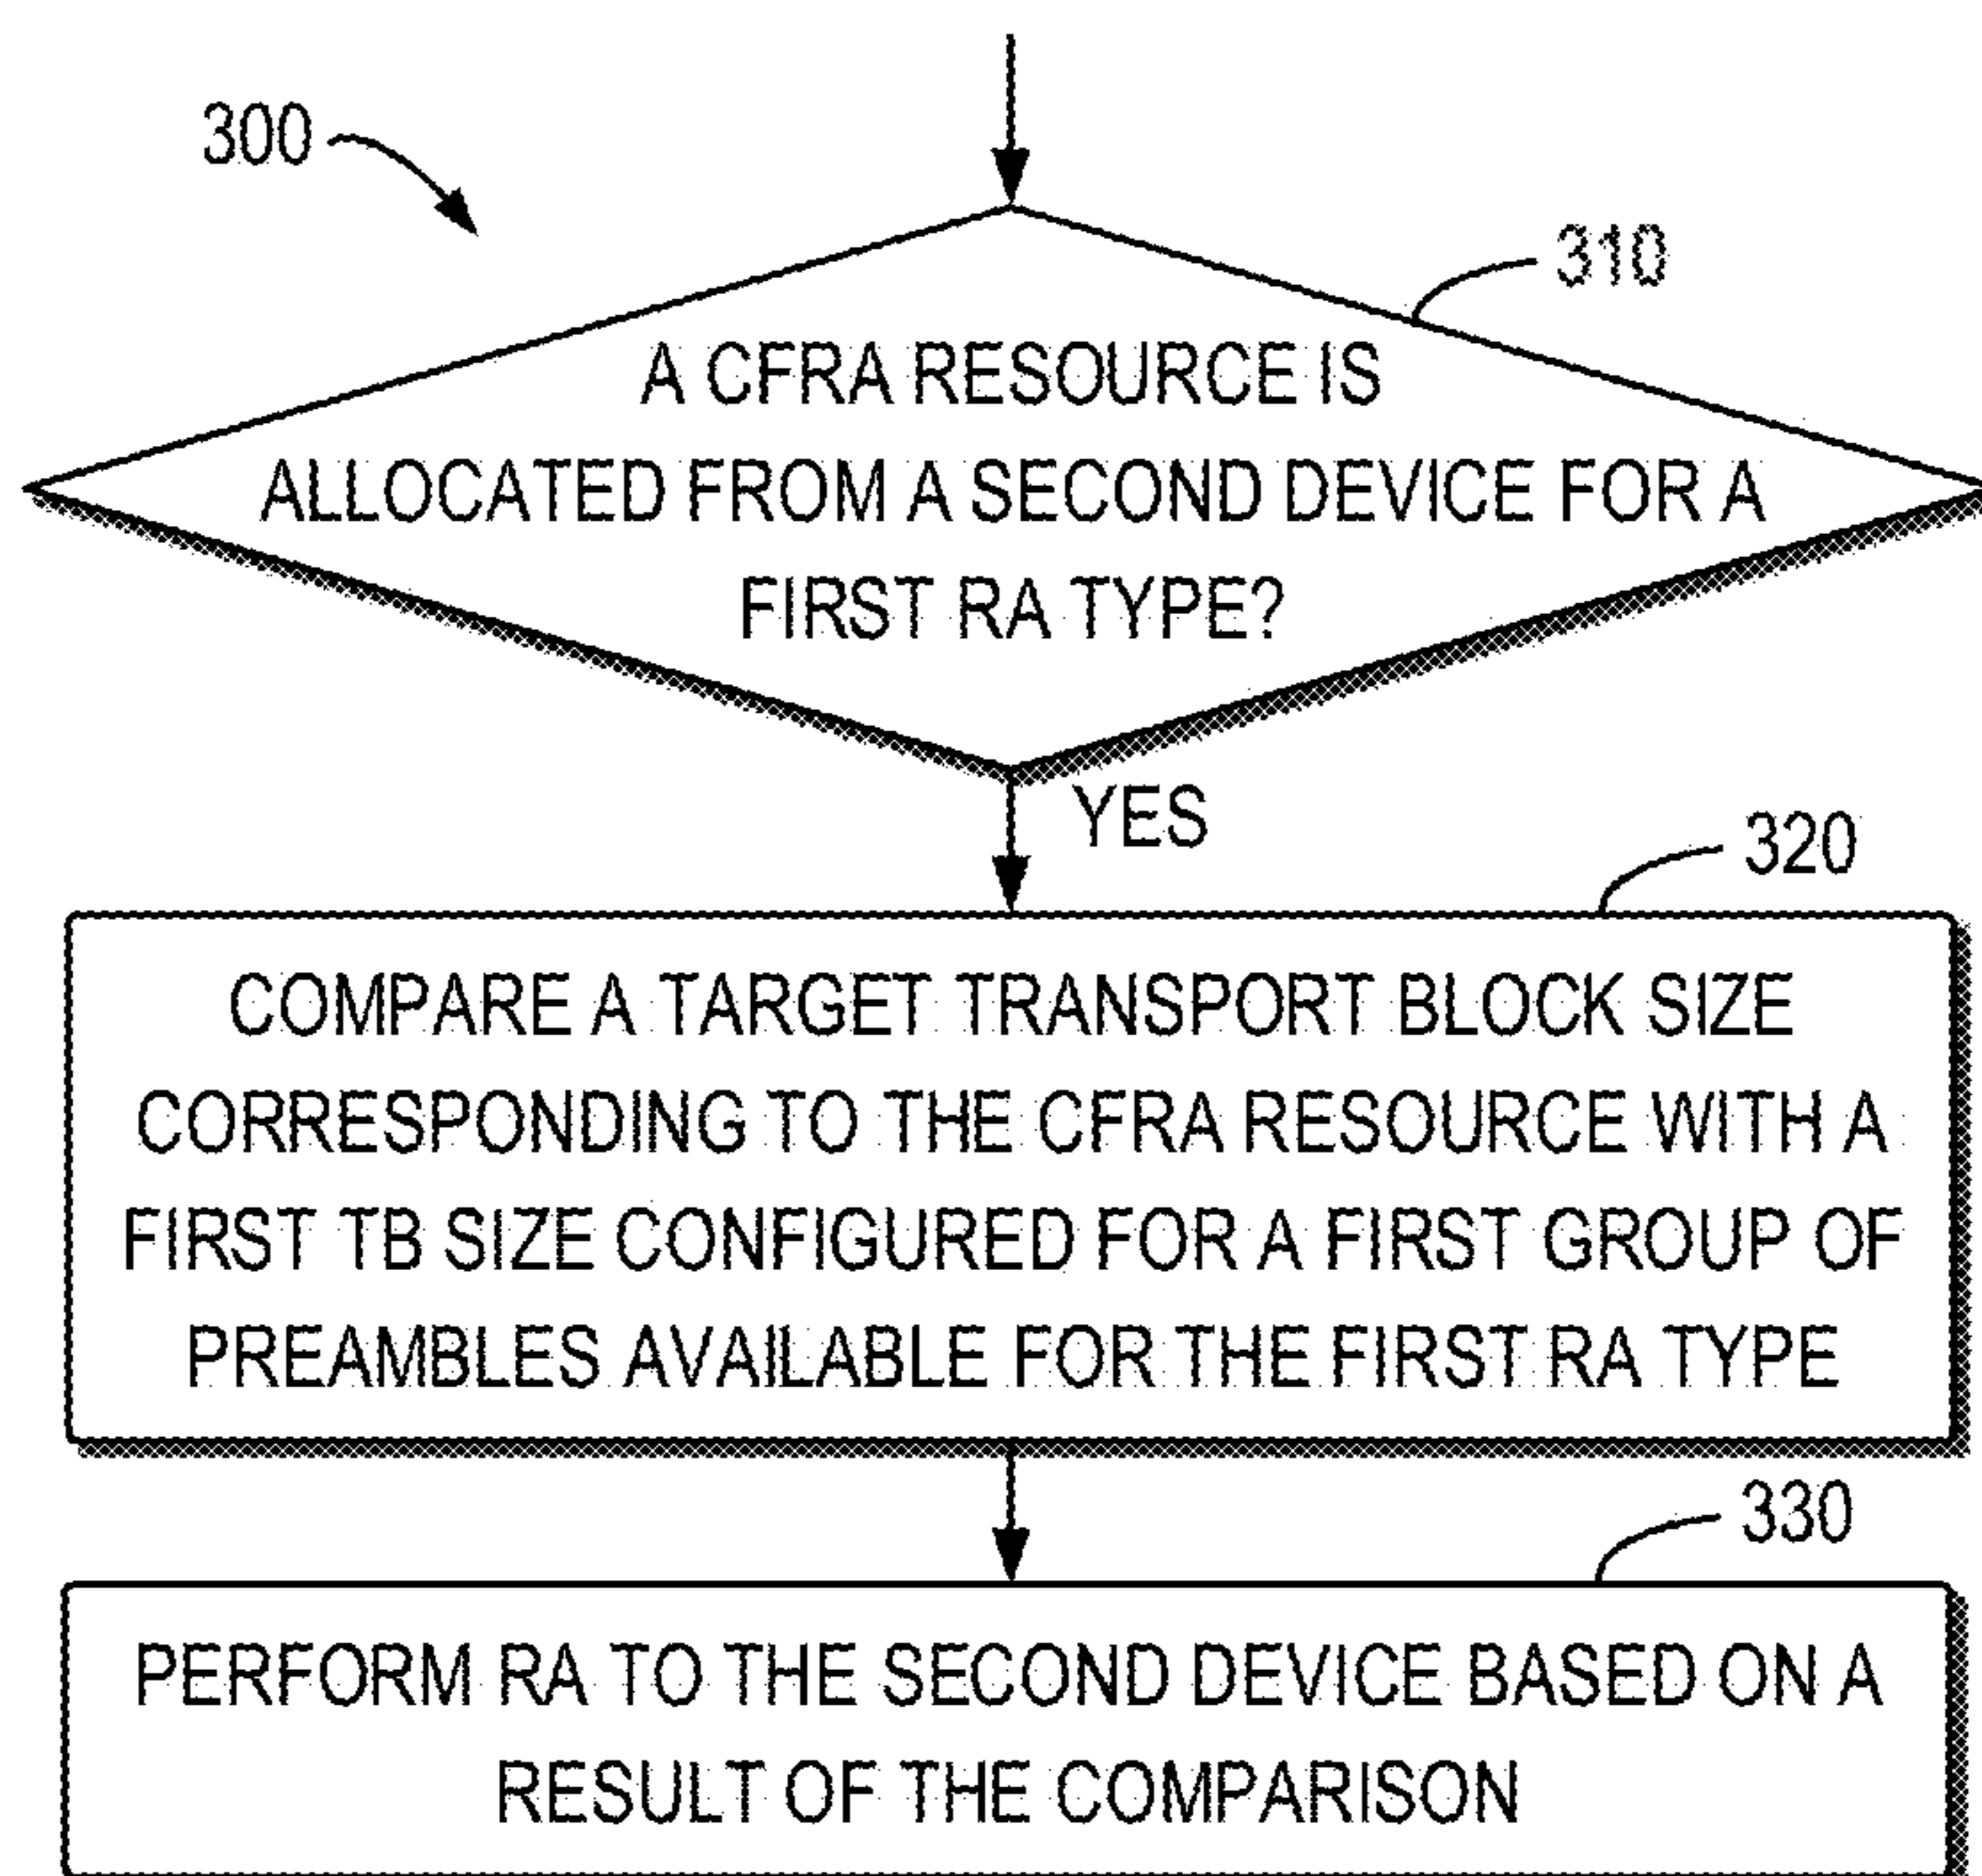 300
310
A CFRA RESOURCE IS
ALLOCATED FROM A SECOND DEVICE FOR A
FIRST RA TYPE?
YES
320
COMPARE A TARGET TRANSPORT BLOCK SIZE
CORRESPONDING TO THE CFRA RESOURCE WITH A
FIRST TB SIZE CONFIGURED FOR A FIRST GROUP OF
PREAMBLES AVAILABLE FOR THE FIRST RA TYPE
330
PERFORM RA TO THE SECOND DEVICE BASED ON A
RESULT OF THE COMPARISON